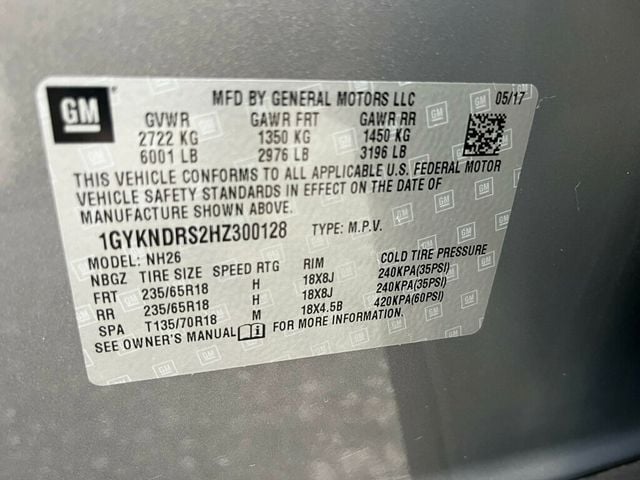 GM
MFD BY GENERAL MOTORS LLC 05/17
GVWR GAWR FRT GAWR RR
2722 KG 1350 KG 1450 KG
6001 LB 2976 LB 3196 LB
THIS VEHICLE CONFORMS TO ALL APPLICABLE U.S. FEDERAL MOTOR
VEHICLE SAFETY STANDARDS IN EFFECT ON THE DATE OF
MANUFACTURE SHOWN ABOVE.
1GYKNDRS2HZ300128 TYPE: M.P.V.
MODEL: NH26
NBGZ TIRE SIZE SPEED RTG RIM COLD TIRE PRESSURE
FRT 235/65R18 H 18X8J 240KPA(35PSI)
RR 235/65R18 H 18X8J 240KPA(35PSI)
SPA T135/70R18 M 18X4.5B 420KPA(60PSI)
SEE OWNER'S MANUAL FOR MORE INFORMATION.